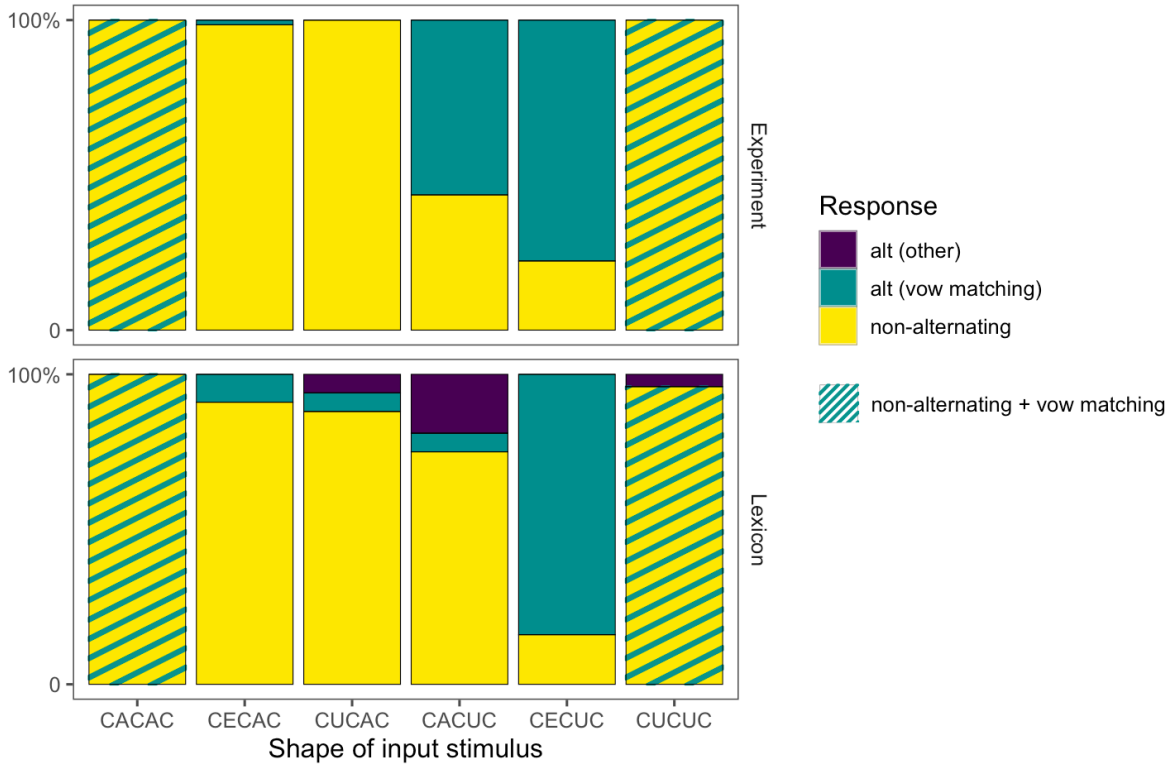 100%
0
Experiment
100%
0
Lexicon
CACAC CECAC CUCAC CACUC CECUC CUCUC
Shape of input stimulus
Response
alt (other)
alt (vow matching)
non-alternating
non-alternating + vow matching